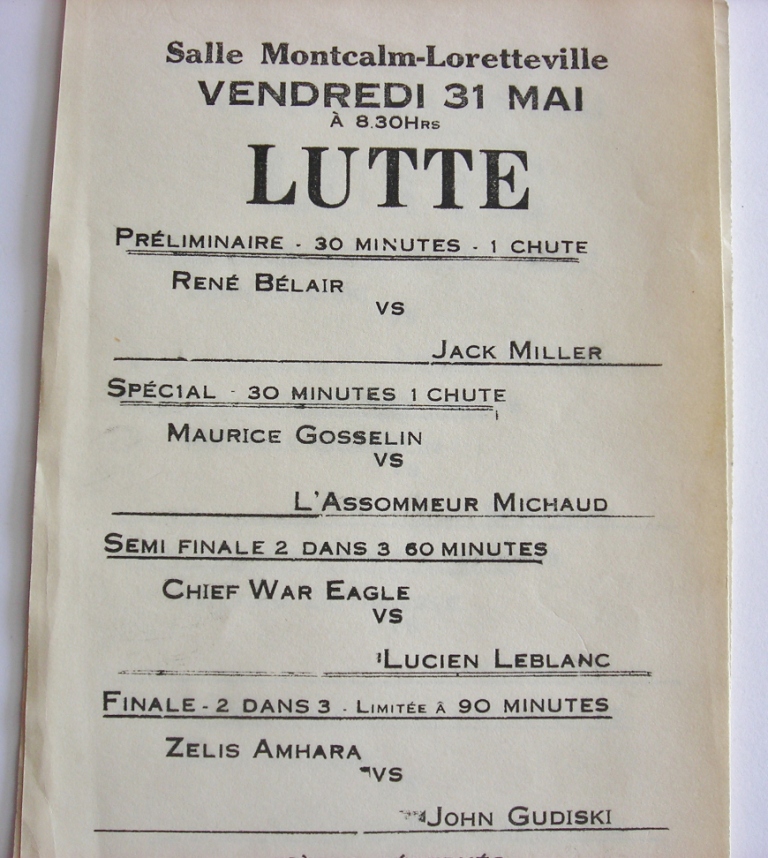 Salle Montcalm-Loretteville
VENDREDI 31 MAI
À 8.30HRS
LUTTE
PRÉLIMINAIRE - 30 MINUTES - 1 CHUTE
RENÉ BÉLAIR
VS
JACK MILLER
SPÉC1AL - 30 MINUTES 1 CHUTE
MAURICE GOSSELIN
VS
L'ASSOMMEUR MICHAUD
SEMI FINALE 2 DANS 3 60 MINUTES
CHIEF WAR EAGLE
VS
LUCIEN LEBLANC
FINALE - 2 DANS 3 - LIMITÉE À 90 MINUTES
ZELIS AMHARA
VS
JOHN GUDISKI